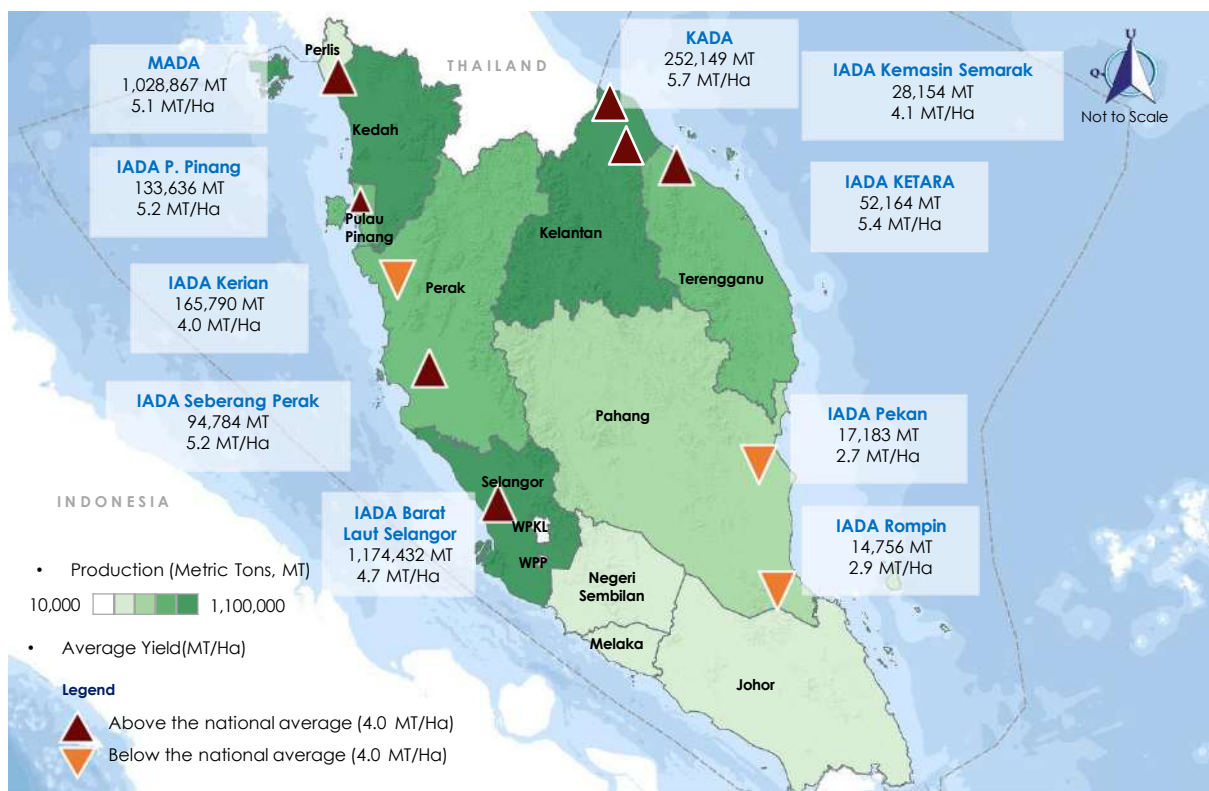 MADA
1,028,867 MT
5.1 MT/Ha
IADA P. Pinang
133,636 MT
5.2 MT/Ha
IADA Kerian
165,790 MT
4.0 MT/Ha
IADA Seberang Perak
94,784 MT
5.2 MT/Ha
IADA Barat
Laut Selangor
1,174,432 MT
4.7 MT/Ha
KADA
252,149 MT
5.7 MT/Ha
IADA Kemasin Semarak
28,154 MT
4.1 MT/Ha
IADA KETARA
52,164 MT
5.4 MT/Ha
IADA Pekan
17,183 MT
2.7 MT/Ha
IADA Rompin
14,756 MT
2.9 MT/Ha
U
Q
Not to Scale
THAILAND
INDONESIA
Perlis
Kedah
Pulau
Pinang
Perak
Kelantan
Terengganu
Pahang
Selangor
WPKL
WPP
Negeri
Sembilan
Melaka
Johor
• Production (Metric Tons, MT)
10,000 1,100,000
• Average Yield(MT/Ha)
Legend
Above the national average (4.0 MT/Ha)
Below the national average (4.0 MT/Ha)